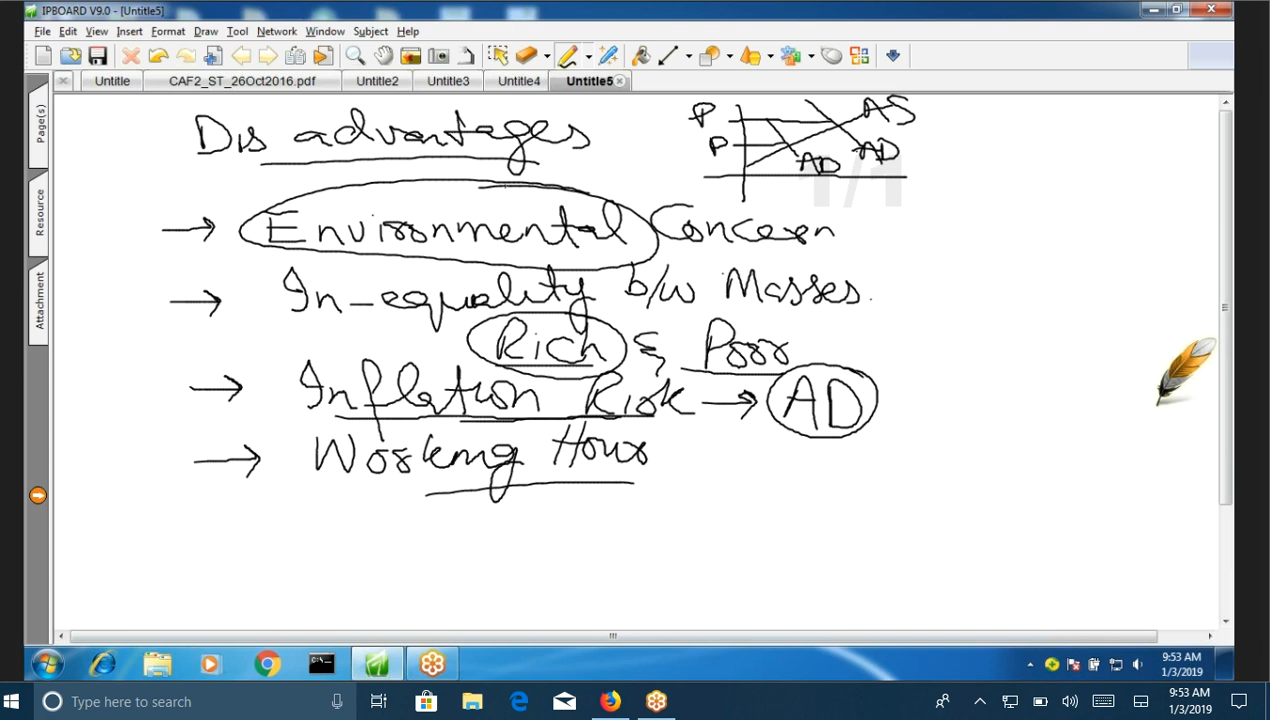 IPBOARD V9.0 - [Untitle5]
File Edit View Insert Format Draw Tool Network Window Subject Help
Untitle CAF2_ST_26Oct2016.pdf Untitle2 Untitle3 Untitle4 Untitle5
Page(s)
Resource
Attachment
Dis advantages
P AS
P AD AD
1/1
→ Environmental Concern
→ In-equality b/w Masses.
Rich & Poor
→ Inflation Risk → AD
→ Working Hour
9:53 AM
1/3/2019
Type here to search
9:53 AM
1/3/2019